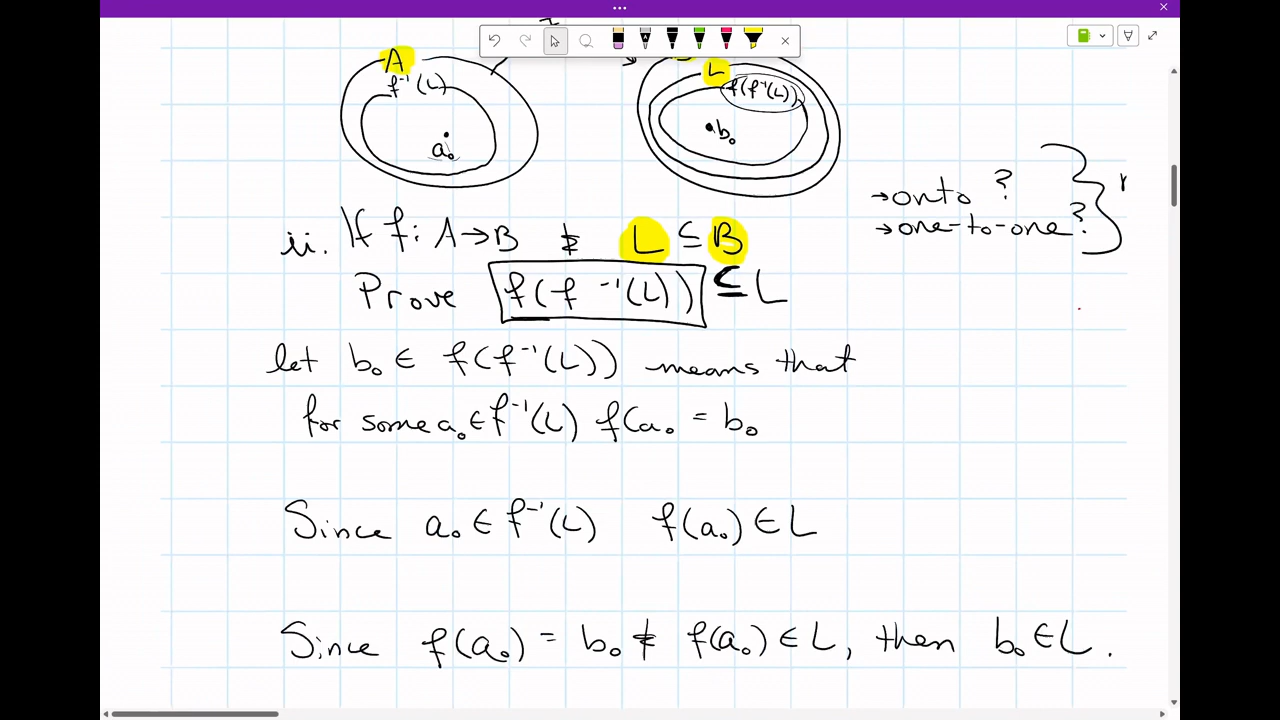 A
f⁻¹(L)
a₀
L
f(f⁻¹(L))
b₀
→onto ?
→one-to-one?
ii. If f: A→B & L ⊆ B
Prove f(f⁻¹(L)) ⊆ L
let b₀ ∈ f(f⁻¹(L)) means that
for some a₀ ∈ f⁻¹(L) f(a₀ = b₀
Since a₀ ∈ f⁻¹(L) f(a₀) ∈ L
Since f(a₀) = b₀ & f(a₀) ∈ L, then b₀ ∈ L.